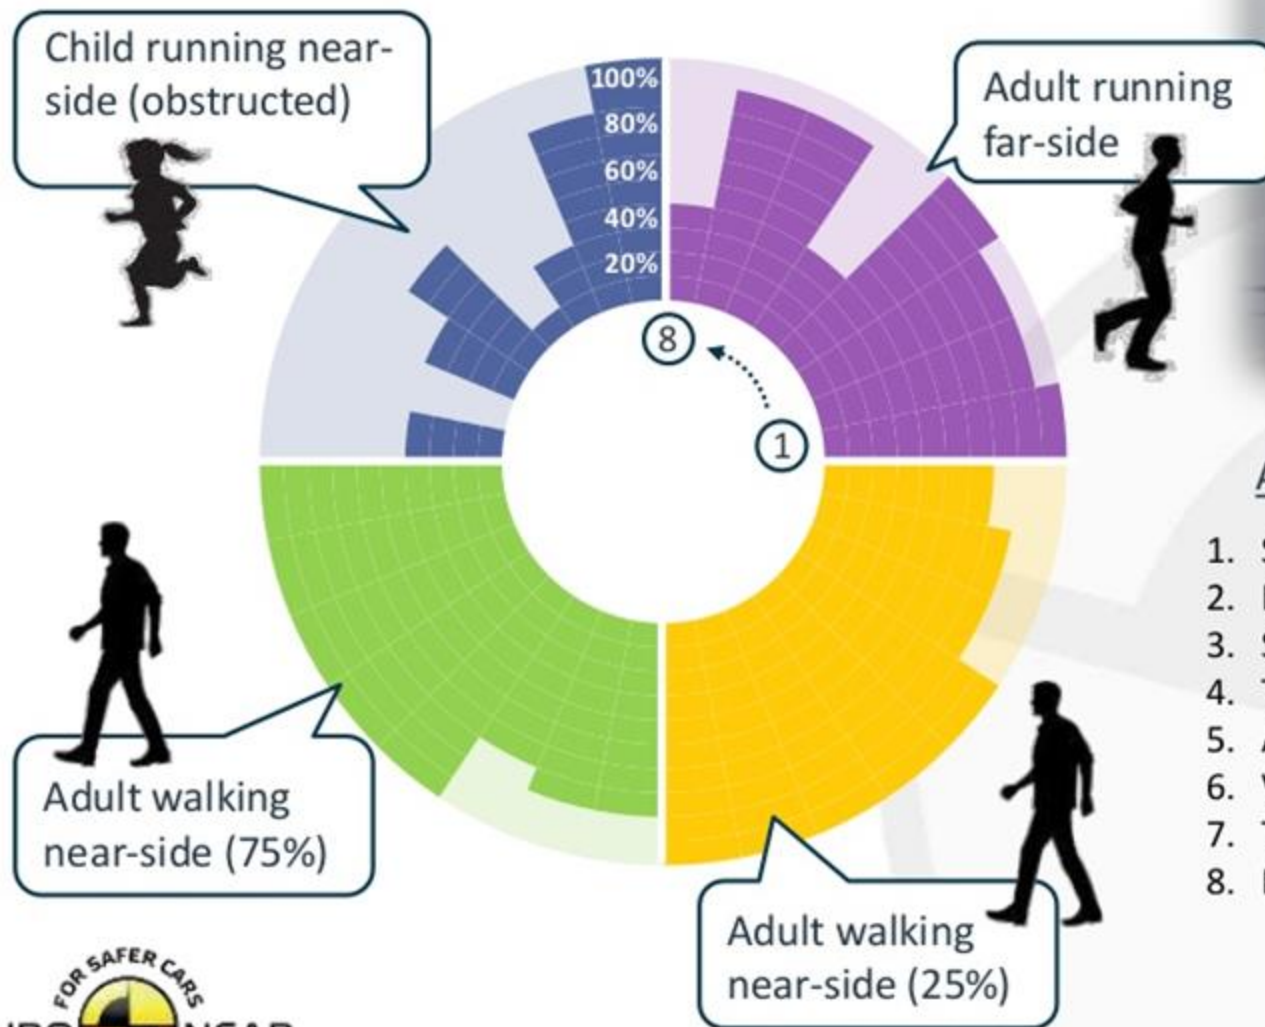 Child running near-
side (obstructed)
Adult running
far-side
100%
80%
60%
40%
20%
8
1
Adult walking
near-side (75%)
Adult walking
near-side (25%)
1.
2.
3.
4.
5.
6.
7.
8.
FOR SAFER CARS
NCAP